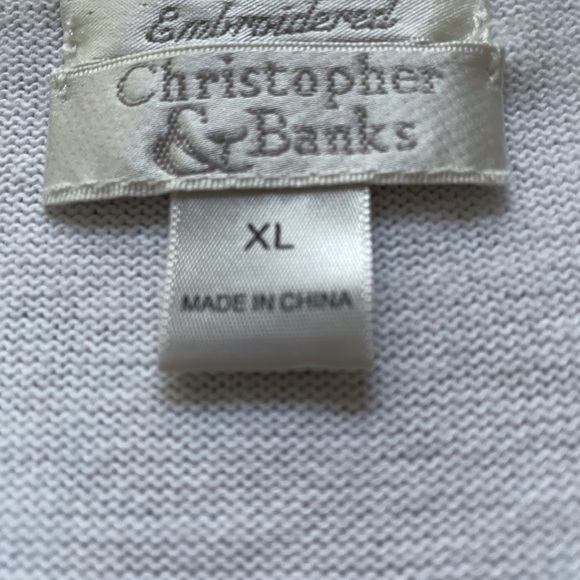 Embroidered
Christopher
& Banks
XL
MADE IN CHINA